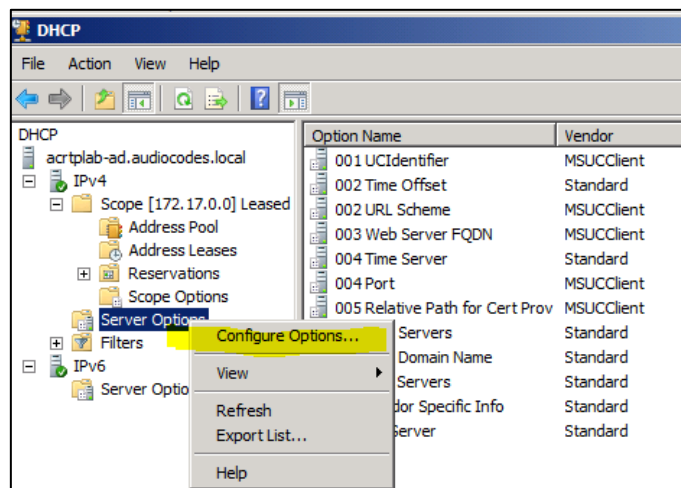 DHCP
File Action View Help
DHCP
acrtplab-ad.audiocodes.local
IPv4
Scope [172.17.0.0] Leased
Address Pool
Address Leases
Reservations
Scope Options
Server Options
Filters
IPv6
Server Optio
Option Name Vendor
001 UCIdentifier MSUCClient
002 Time Offset Standard
002 URL Scheme MSUCClient
003 Web Server FQDN MSUCClient
004 Time Server Standard
004 Port MSUCClient
005 Relative Path for Cert Prov MSUCClient
Servers Standard
Domain Name Standard
Servers Standard
dor Specific Info Standard
Server Standard
Configure Options...
View
Refresh
Export List...
Help